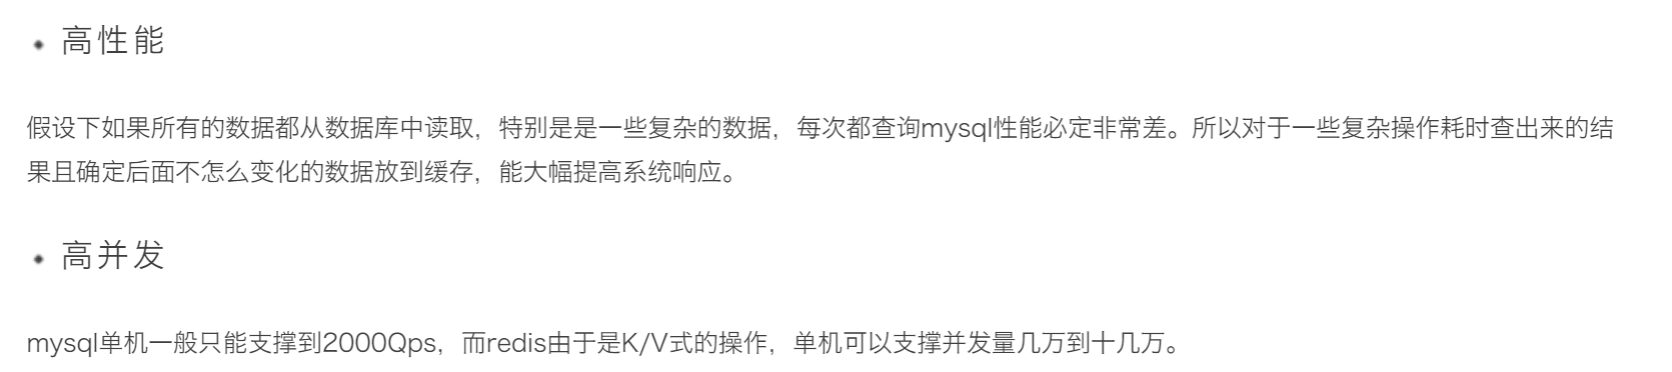 • 高性能
假设下如果所有的数据都从数据库中读取，特别是是一些复杂的数据，每次都查询mysql性能必定非常差。所以对于一些复杂操作耗时查出来的结
果且确定后面不怎么变化的数据放到缓存，能大幅提高系统响应。
• 高并发
mysql单机一般只能支撑到2000Qps，而redis由于是K/V式的操作，单机可以支撑并发量几万到十几万。